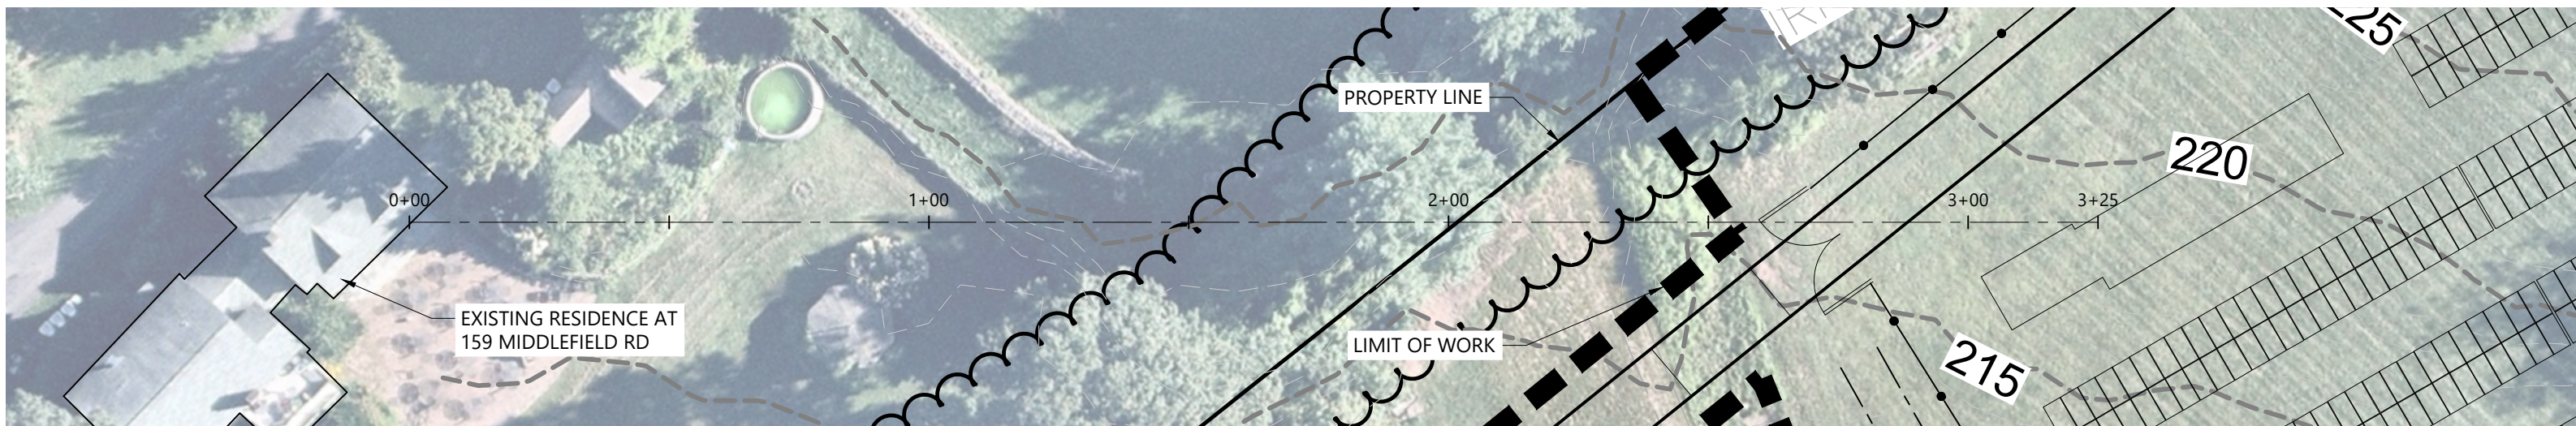 225
PROPERTY LINE
220
0+00
1+00
2+00
3+00
3+25
EXISTING RESIDENCE AT
159 MIDDLEFIELD RD
LIMIT OF WORK
215